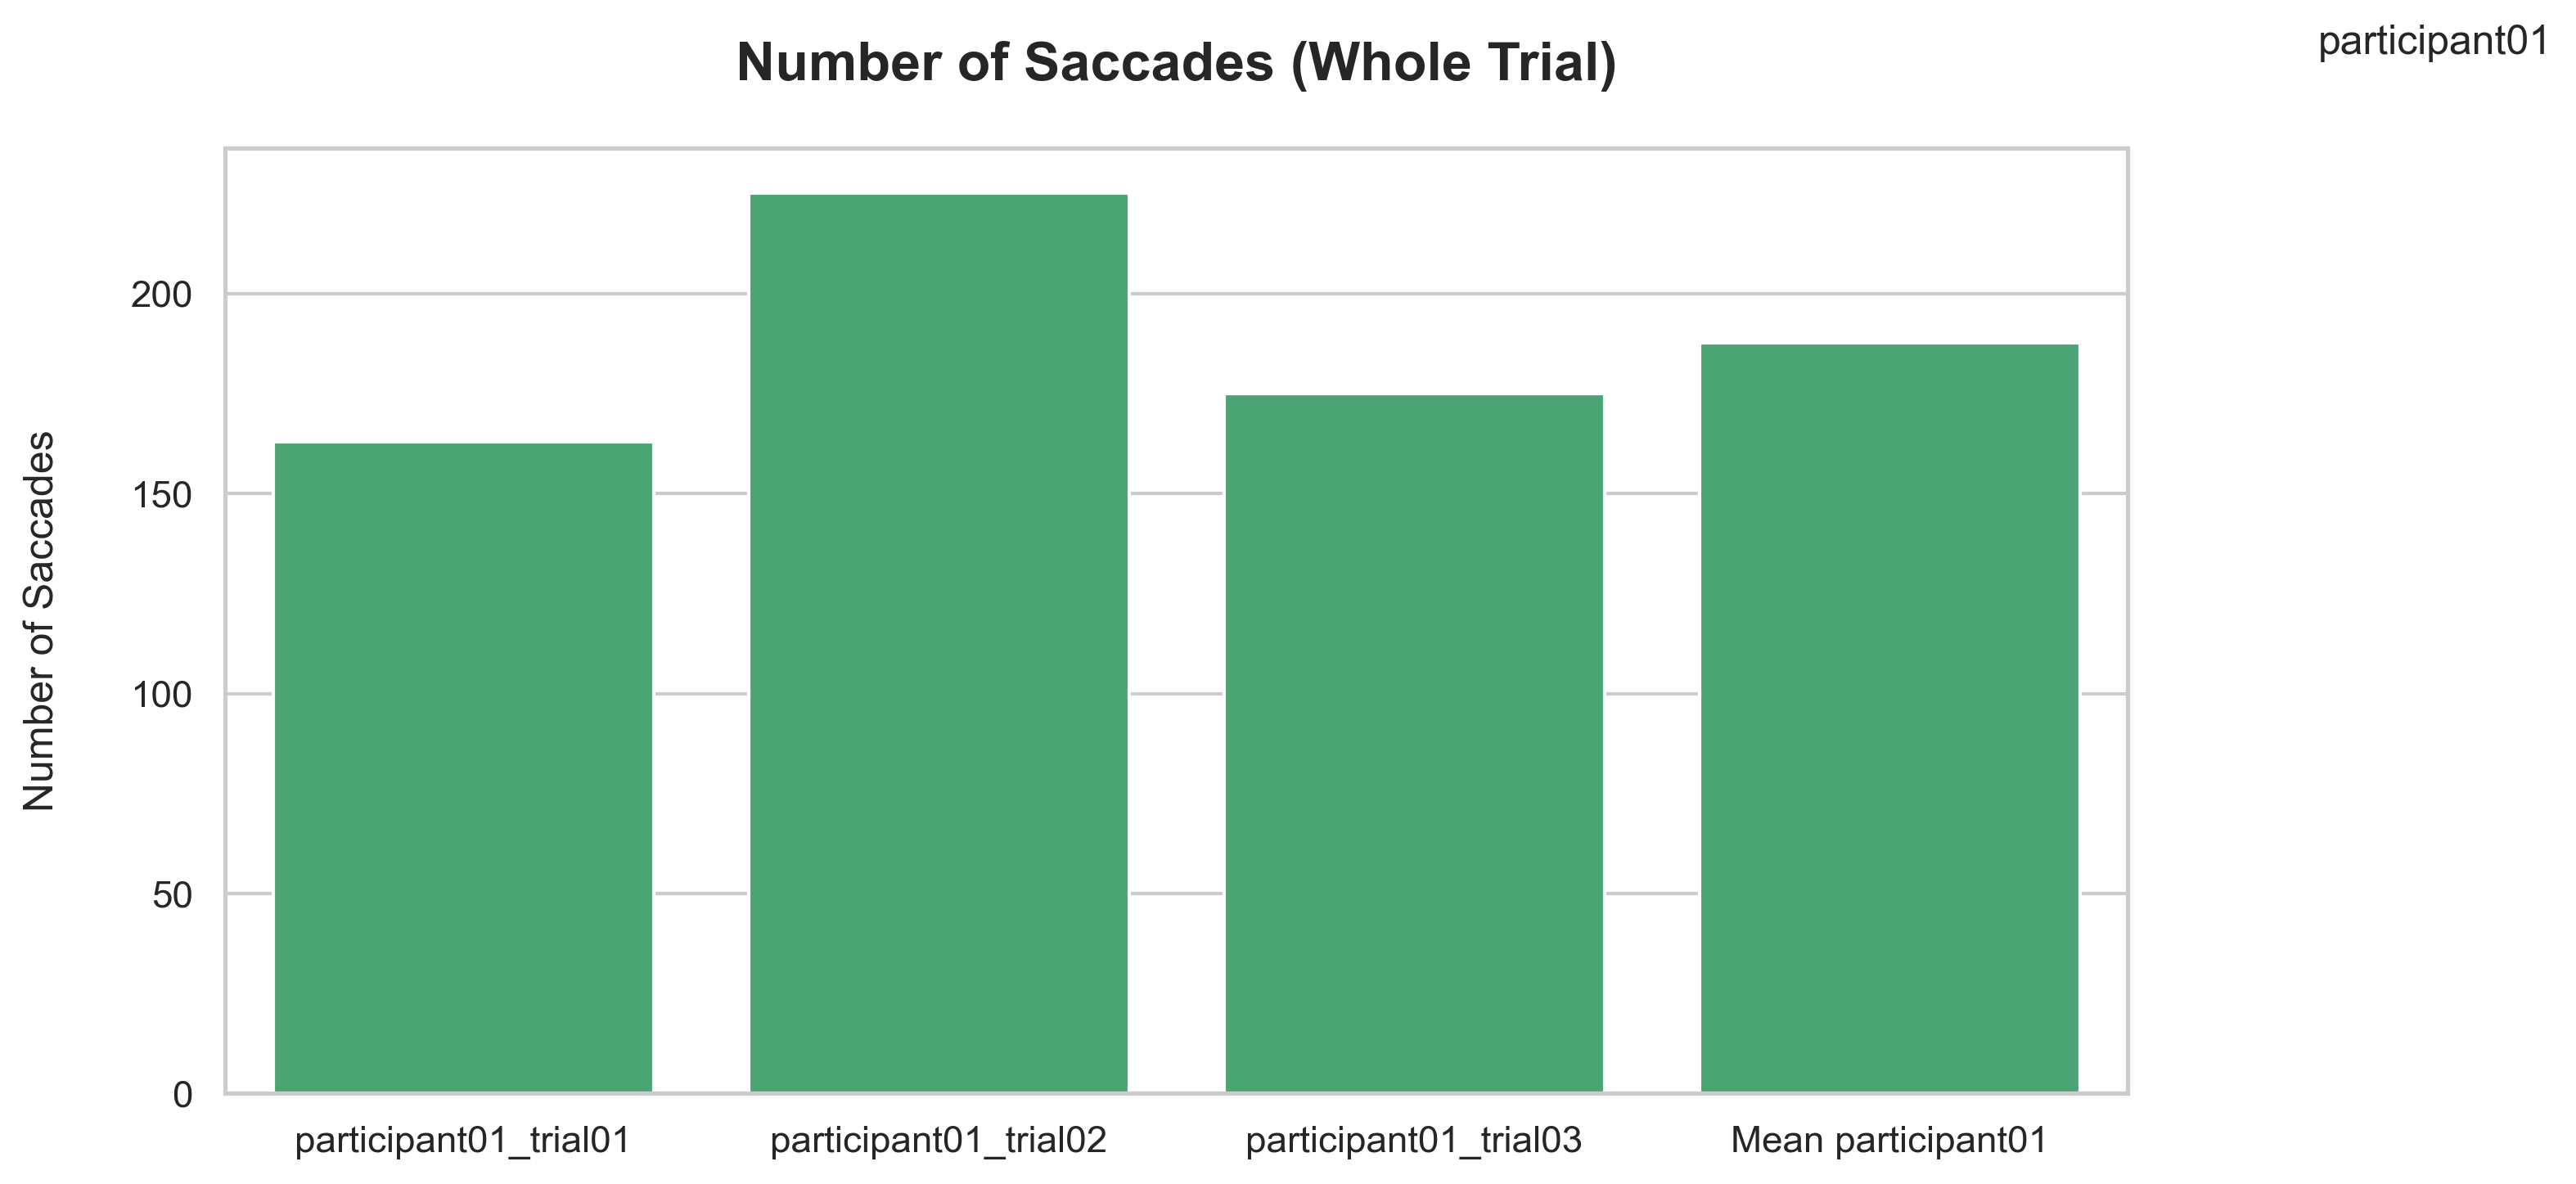 participant01
Number of Saccades (Whole Trial)
Number of Saccades
200
150
100
50
0
participant01_trial01
participant01_trial02
participant01_trial03
Mean participant01